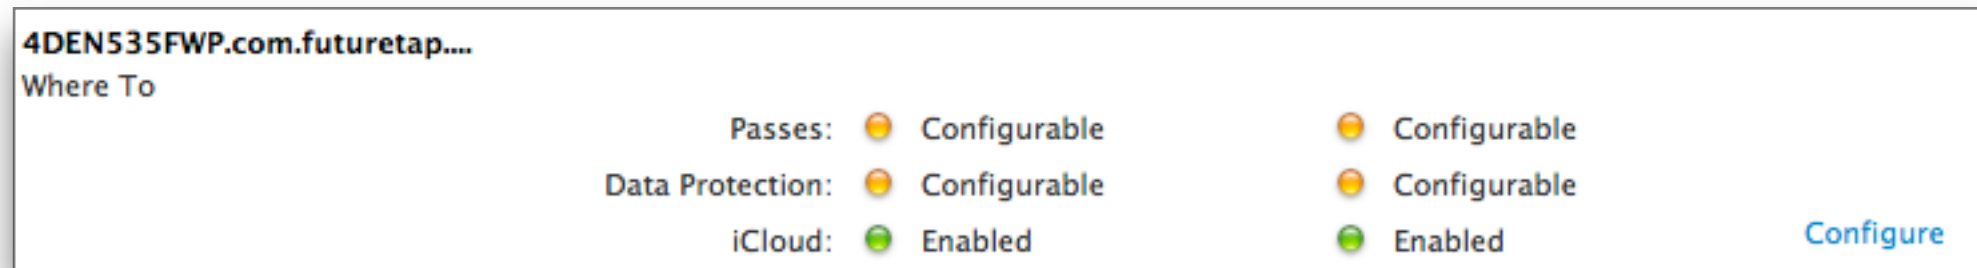 4DEN535FWP.com.futuretap....
Where To
Passes: Configurable Configurable
Data Protection: Configurable Configurable
iCloud: Enabled Enabled Configure